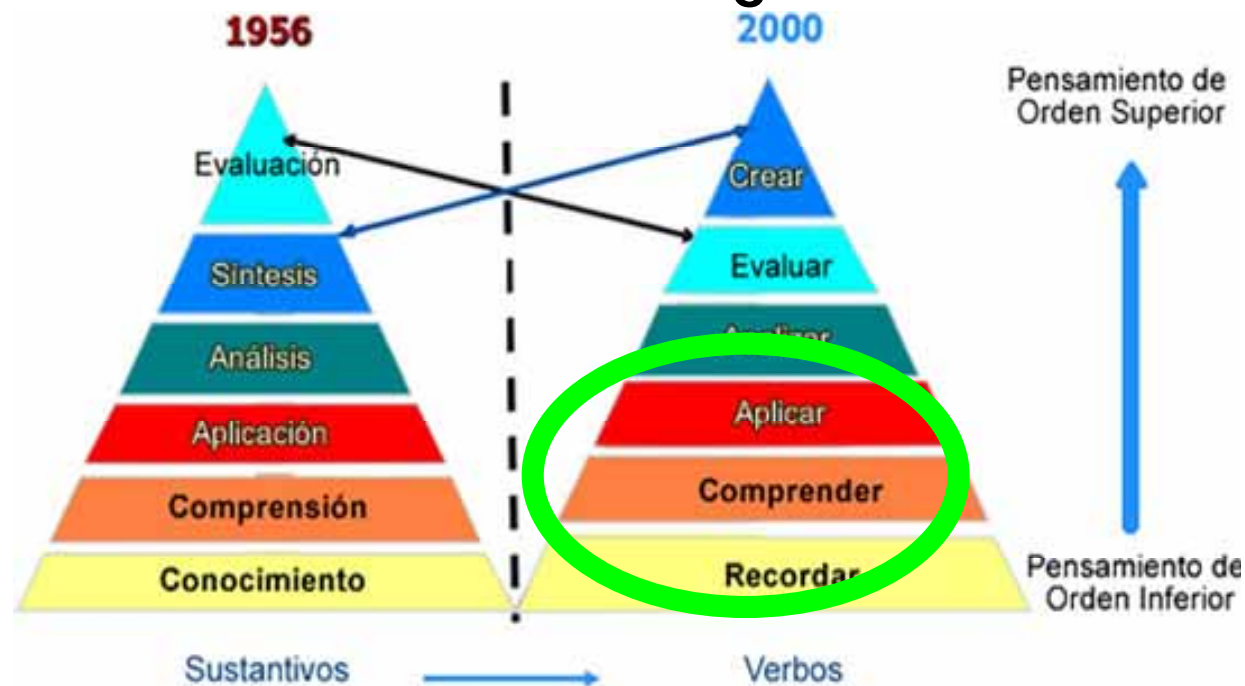 1956
2000
Pensamiento de
Orden Superior
Evaluación
Crear
Síntesis
Evaluar
Análisis
Aplicación
Aplicar
Comprensión
Comprender
Conocimiento
Recordar
Pensamiento de
Orden Inferior
Sustantivos
Verbos